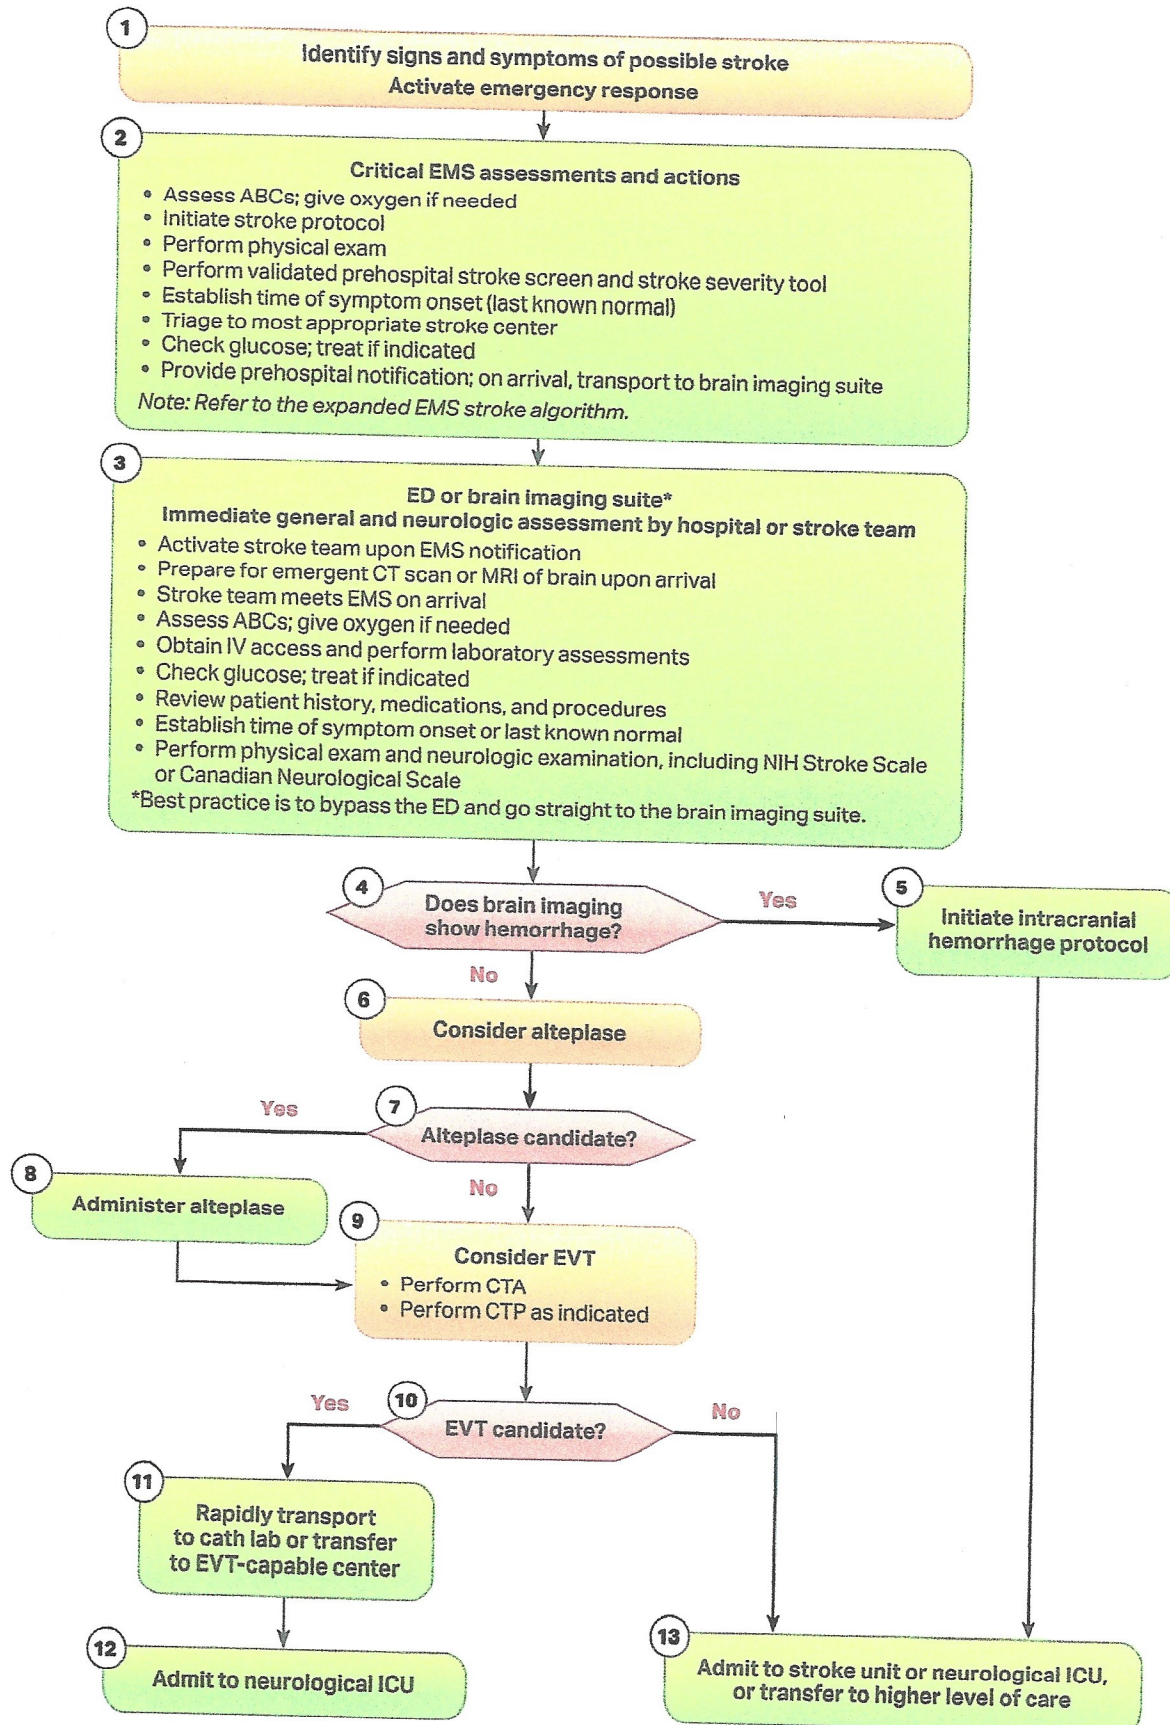 1
Identify signs and symptoms of possible stroke
Activate emergency response
2
Critical EMS assessments and actions
• Assess ABCs; give oxygen if needed
• Initiate stroke protocol
• Perform physical exam
• Perform validated prehospital stroke screen and stroke severity tool
• Establish time of symptom onset (last known normal)
• Triage to most appropriate stroke center
• Check glucose; treat if indicated
• Provide prehospital notification; on arrival, transport to brain imaging suite
Note: Refer to the expanded EMS stroke algorithm.
3
ED or brain imaging suite*
Immediate general and neurologic assessment by hospital or stroke team
• Activate stroke team upon EMS notification
• Prepare for emergent CT scan or MRI of brain upon arrival
• Stroke team meets EMS on arrival
• Assess ABCs; give oxygen if needed
• Obtain IV access and perform laboratory assessments
• Check glucose; treat if indicated
• Review patient history, medications, and procedures
• Establish time of symptom onset or last known normal
• Perform physical exam and neurologic examination, including NIH Stroke Scale
or Canadian Neurological Scale
*Best practice is to bypass the ED and go straight to the brain imaging suite.
4
Does brain imaging
show hemorrhage?
Yes
5
Initiate intracranial
hemorrhage protocol
No
6
Consider alteplase
7
Alteplase candidate?
Yes
8
Administer alteplase
No
9
Consider EVT
• Perform CTA
• Perform CTP as indicated
10
EVT candidate?
Yes
No
11
Rapidly transport
to cath lab or transfer
to EVT-capable center
12
Admit to neurological ICU
13
Admit to stroke unit or neurological ICU,
or transfer to higher level of care